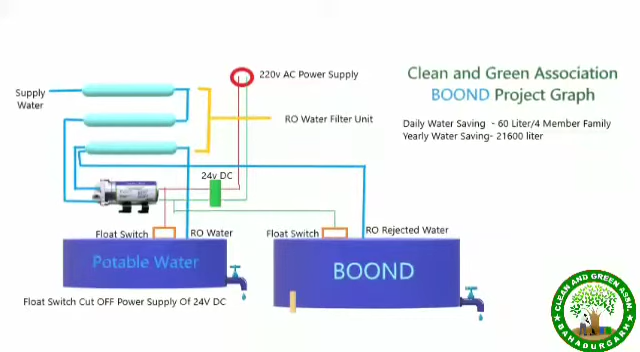 Clean and Green Association
BOOND Project Graph
Daily Water Saving - 60 Liter/4 Member Family
Yearly Water Saving- 21600 liter
220v AC Power Supply
Supply
Water
RO Water Filter Unit
24v DC
Float Switch
RO Water
Float Switch
RO Rejected Water
Potable Water
BOOND
Float Switch Cut OFF Power Supply Of 24V DC
CLEAN AND GREEN ASSN.
BAHADURGARH